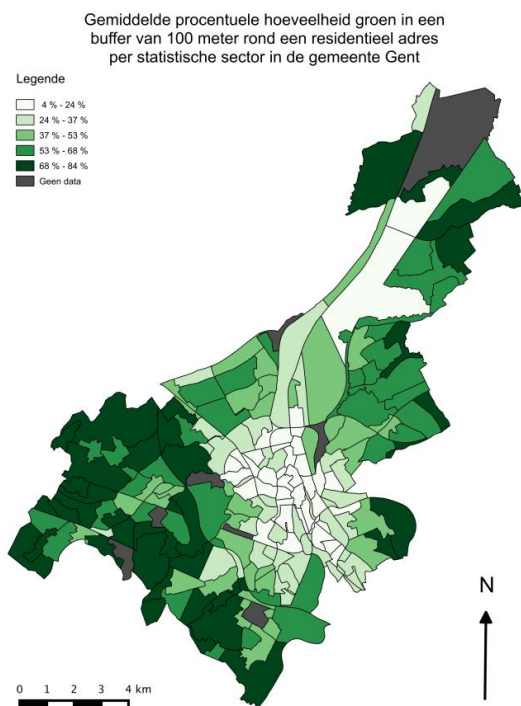 Gemiddelde procentuele hoeveelheid groen in een
buffer van 100 meter rond een residentieel adres
per statistische sector in de gemeente Gent
Legende
4 % - 24 %
24 % - 37 %
37 % - 53 %
53 % - 68 %
68 % - 84 %
Geen data
N
0 1 2 3 4 km